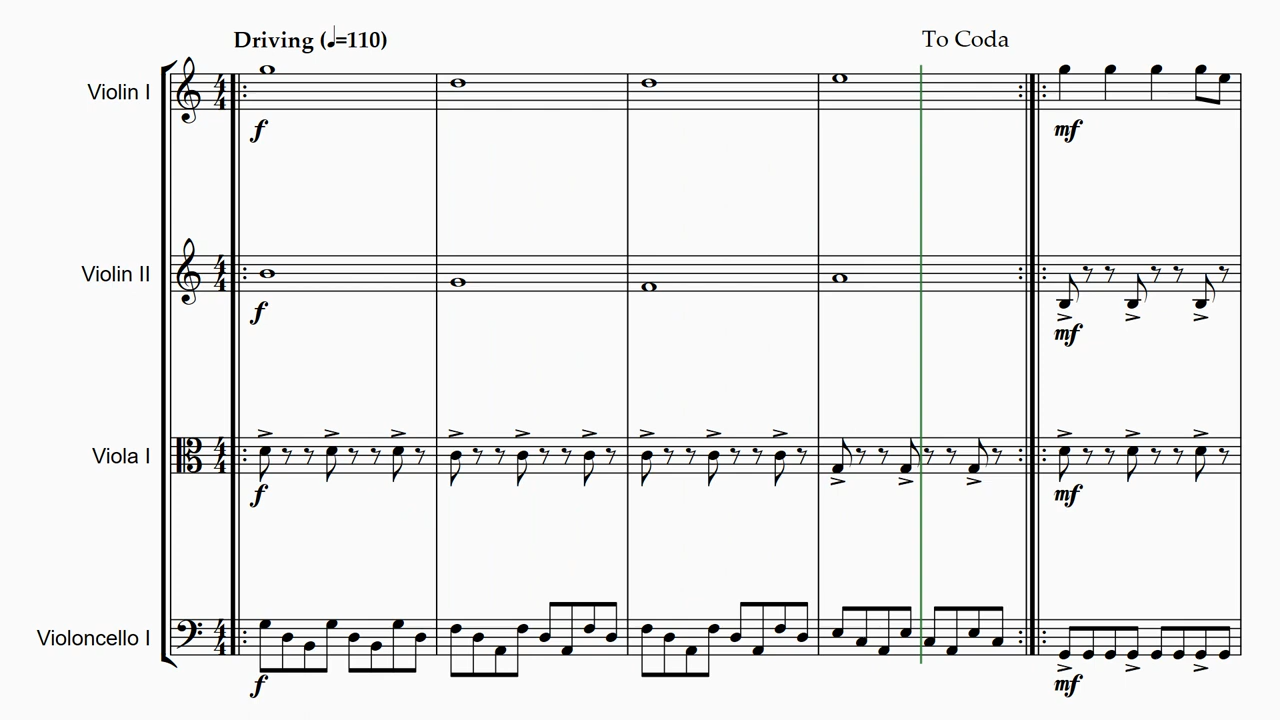 Driving (♩=110)
To Coda
Violin I
f
mf
Violin II
f
mf
Viola I
f
mf
Violoncello I
f
mf